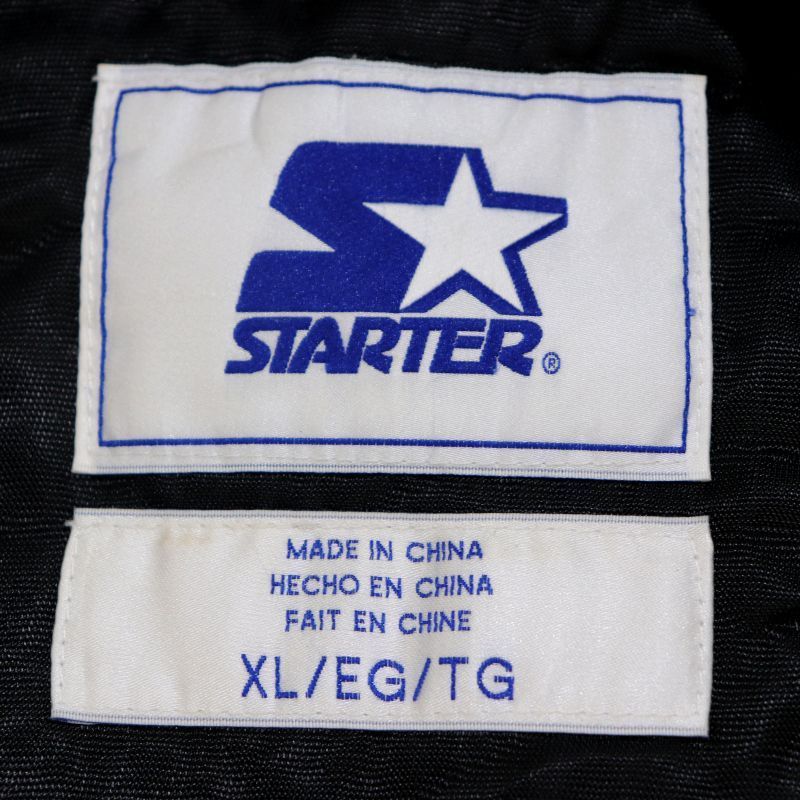 STARTER®
MADE IN CHINA
HECHO EN CHINA
FAIT EN CHINE
XL/EG/TG